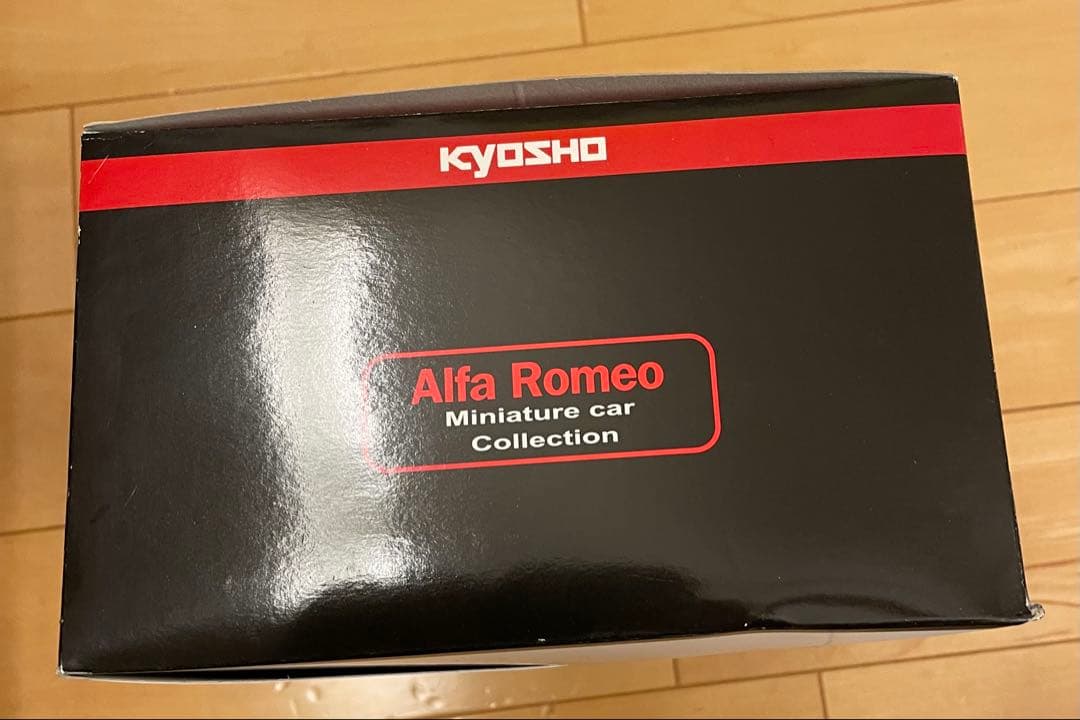 KYOSHO
Alfa Romeo
Miniature car
Collection